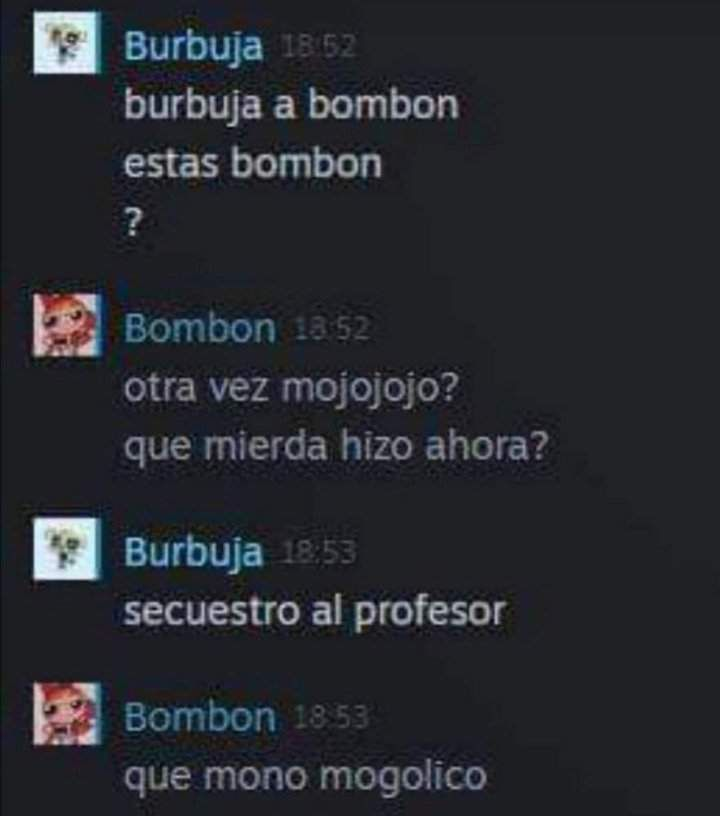 Burbuja 18:52
burbuja a bombon
estas bombon
?
Bombon 18:52
otra vez mojojojo?
que mierda hizo ahora?
Burbuja 18:53
secuestro al profesor
Bombon 18:53
que mono mogolico